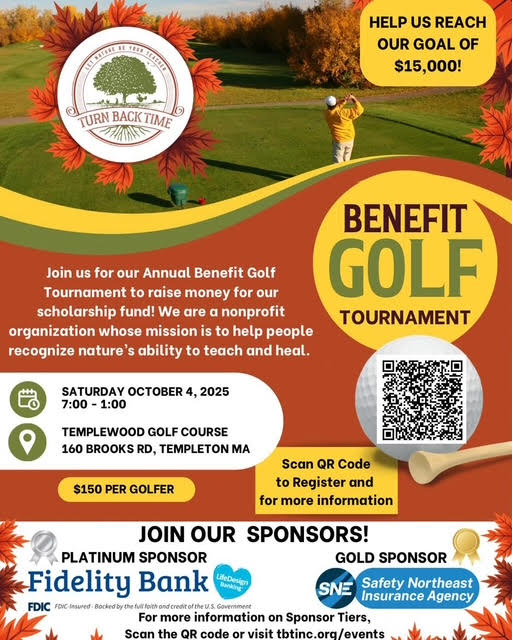 HELP US REACH
OUR GOAL OF
$15,000!
LET NATURE BE YOUR TEACHER
TURN BACK TIME
BENEFIT
GOLF
TOURNAMENT
Join us for our Annual Benefit Golf
Tournament to raise money for our
scholarship fund! We are a nonprofit
organization whose mission is to help people
recognize nature's ability to teach and heal.
SATURDAY OCTOBER 4, 2025
7:00 - 1:00
TEMPLEWOOD GOLF COURSE
160 BROOKS RD, TEMPLETON MA
$150 PER GOLFER
Scan QR Code
to Register and
for more information
JOIN OUR SPONSORS!
PLATINUM SPONSOR
Fidelity Bank
LifeDesign
Banking
FDIC FDIC-Insured - Backed by the full faith and credit of the U.S. Government
GOLD SPONSOR
SNE
Safety Northeast
Insurance Agency
For more information on Sponsor Tiers,
Scan the QR code or visit tbtinc.org/events